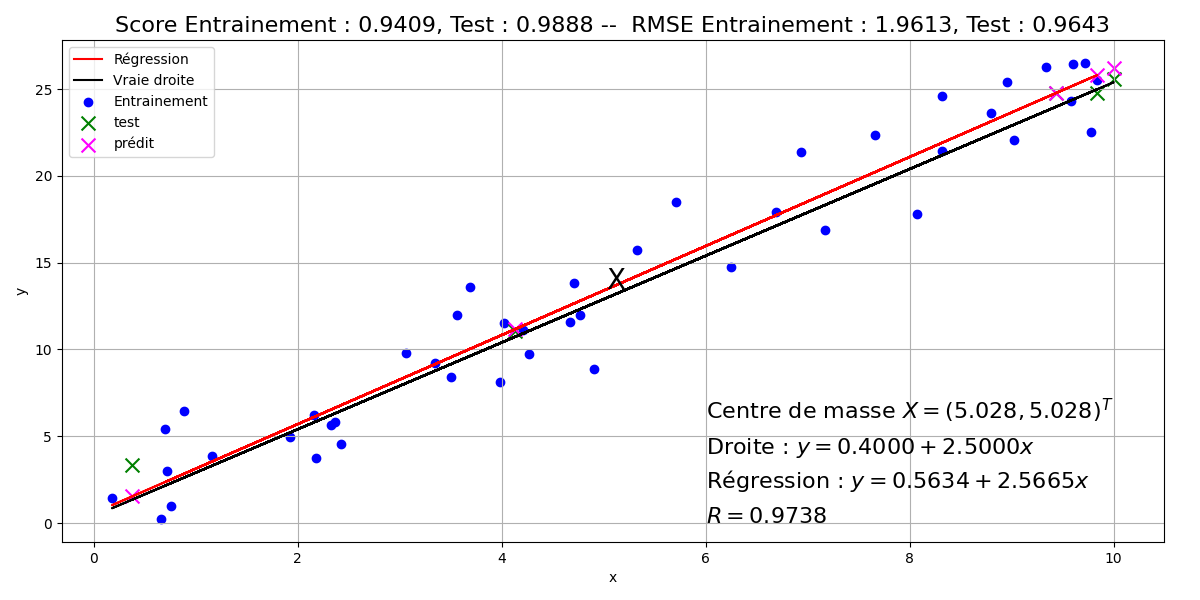 Score Entrainement : 0.9409, Test : 0.9888 -- RMSE Entrainement : 1.9613, Test : 0.9643
Régression
Vraie droite
Entrainement
test
prédit
25
20
15
10
5
0
y
X
Centre de masse X = (5.028, 5.028)^T
Droite : y = 0.4000 + 2.5000x
Régression : y = 0.5634 + 2.5665x
R = 0.9738
0 2 4 6 8 10
x